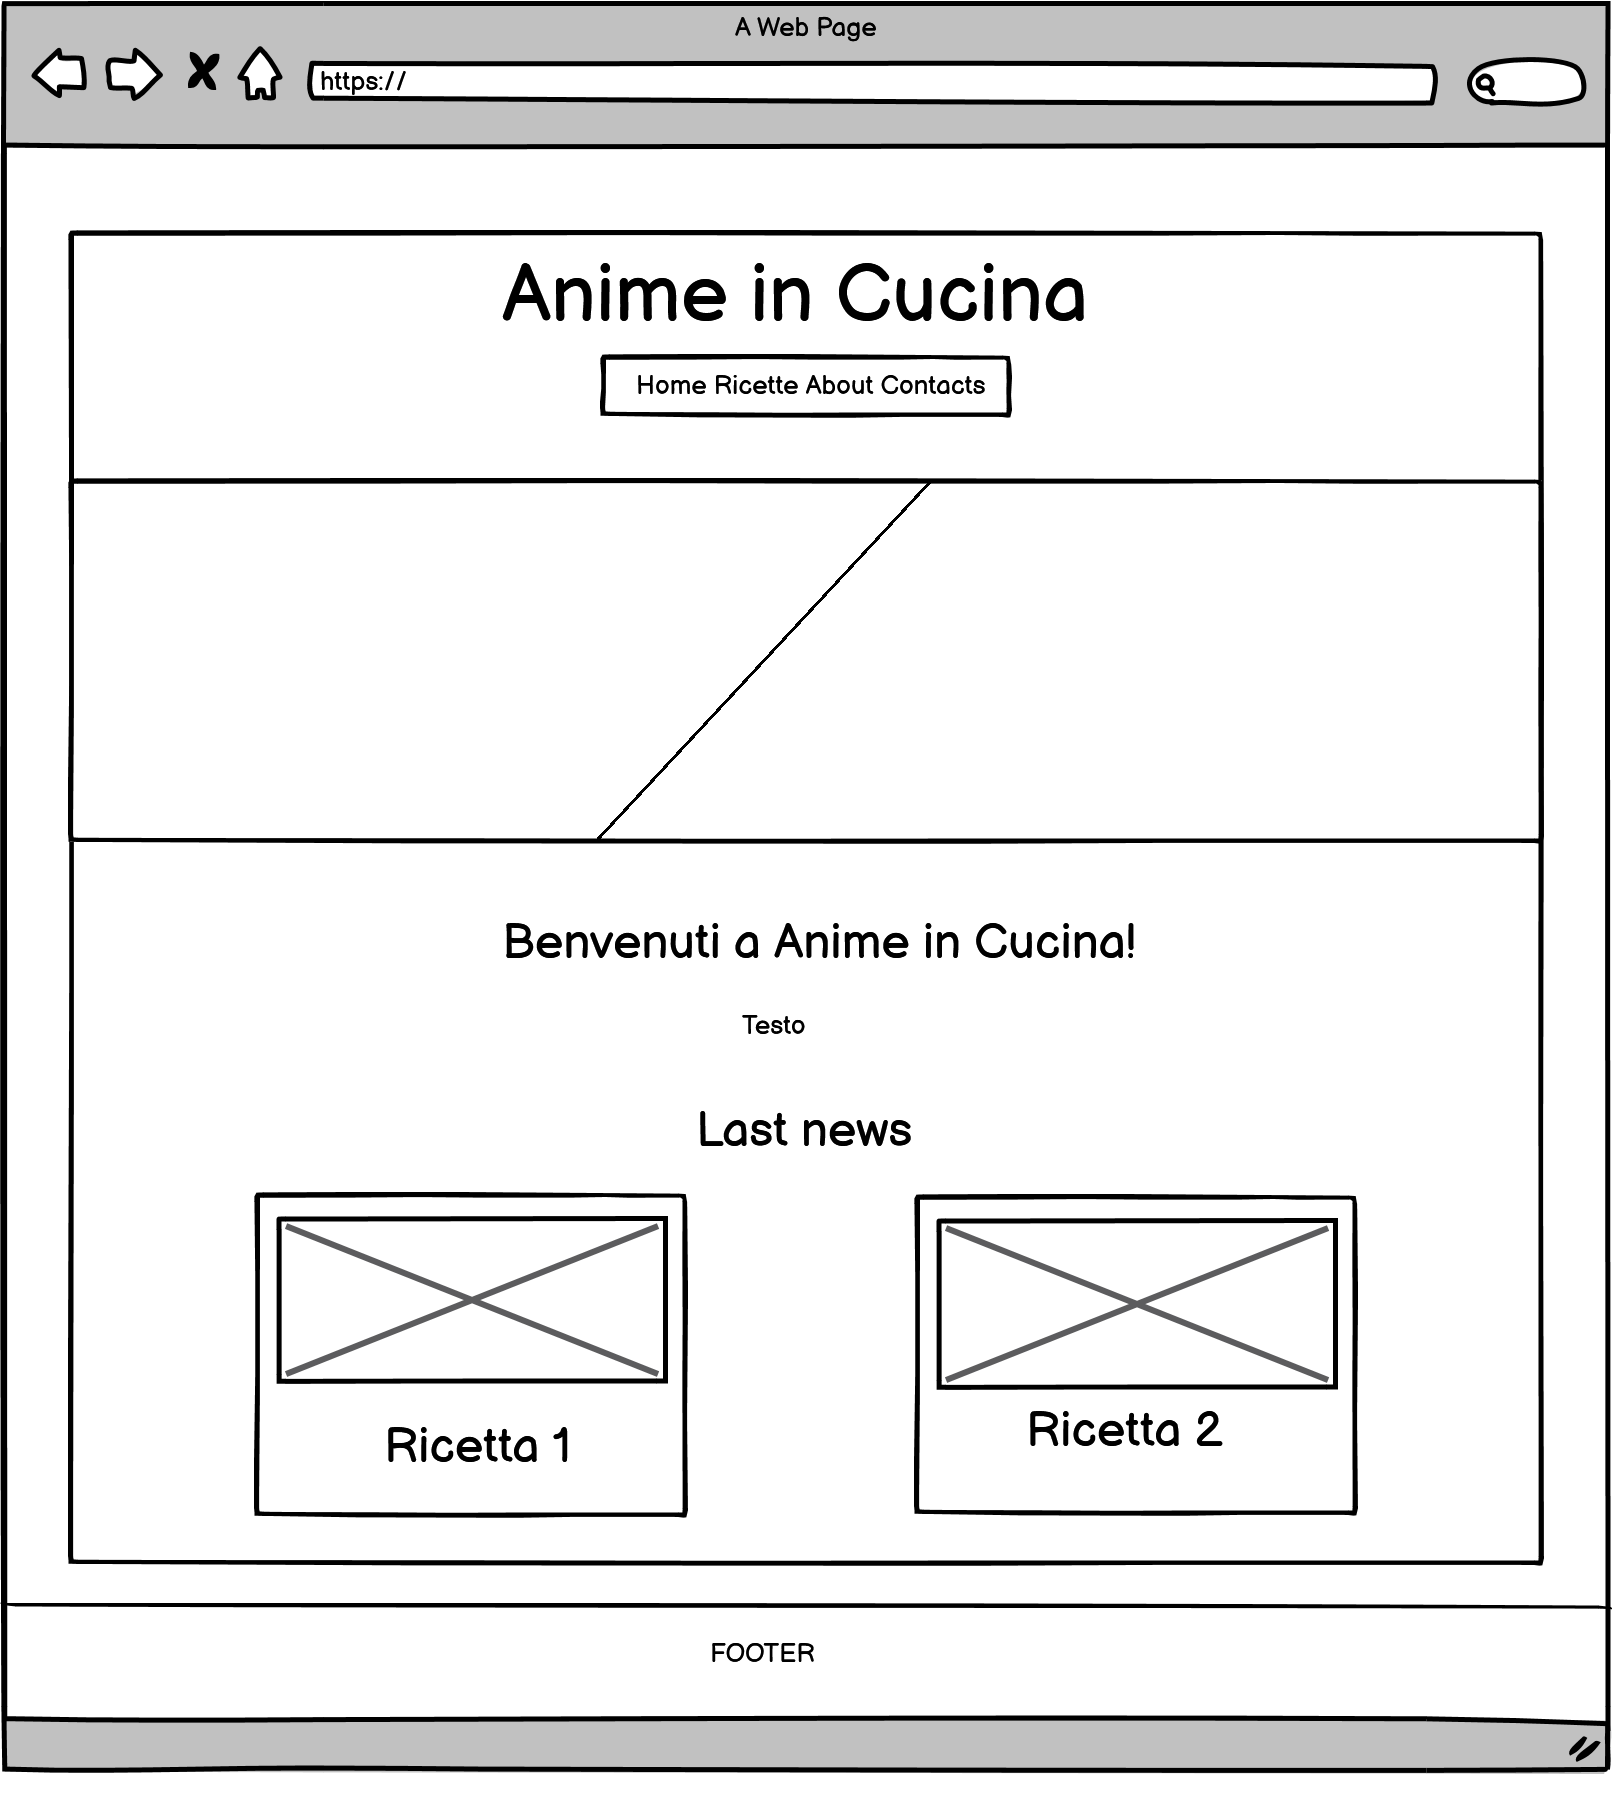 A Web Page
https://
Anime in Cucina
Home Ricette About Contacts
Benvenuti a Anime in Cucina!
Testo
Last news
Ricetta 1
Ricetta 2
FOOTER